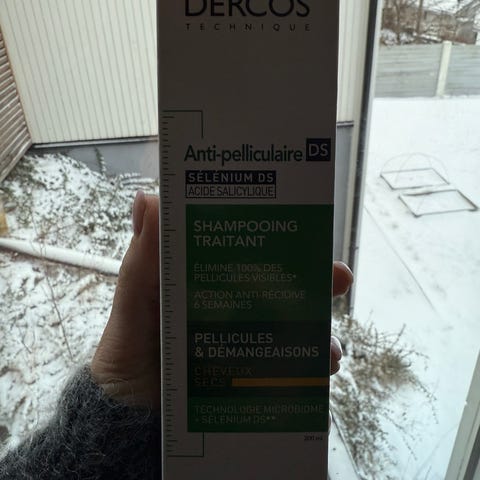 DERCOS
TECHNIQUE
Anti-pelliculaire DS
SÉLÉNIUM DS
ACIDE SALICYLIQUE
SHAMPOOING
TRAITANT
ÉLIMINE 100% DES
PELLICULES VISIBLES*
ACTION ANTI-RÉCIDIVE
6 SEMAINES
PELLICULES
& DÉMANGEAISONS
CHEVEUX
SECS
TECHNOLOGIE MICROBIOME
+ SÉLÉNIUM DS**
200 ml